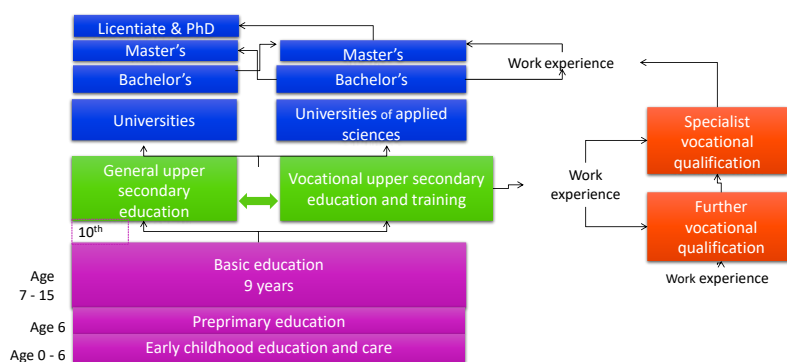 Licentiate & PhD
Master's
Master's
Bachelor's
Bachelor's
Work experience
Universities
Universities of applied
sciences
Specialist
vocational
qualification
General upper
secondary
education
Vocational upper secondary
education and training
Work
experience
Further
vocational
qualification
10th
Work experience
Basic education
9 years
Age
7 - 15
Preprimary education
Age 6
Early childhood education and care
Age 0 - 6